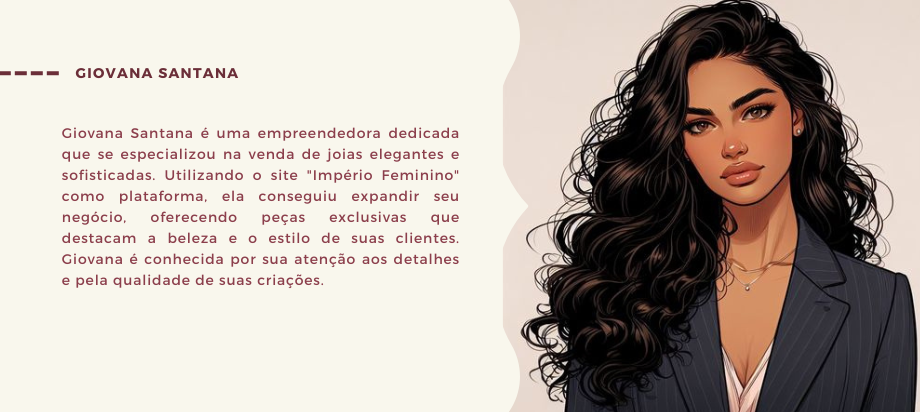 GIOVANA SANTANA
Giovana Santana é uma empreendedora dedicada
que se especializou na venda de joias elegantes e
sofisticadas. Utilizando o site "Império Feminino"
como plataforma, ela conseguiu expandir seu
negócio, oferecendo peças exclusivas que
destacam a beleza e o estilo de suas clientes.
Giovana é conhecida por sua atenção aos detalhes
e pela qualidade de suas criações.